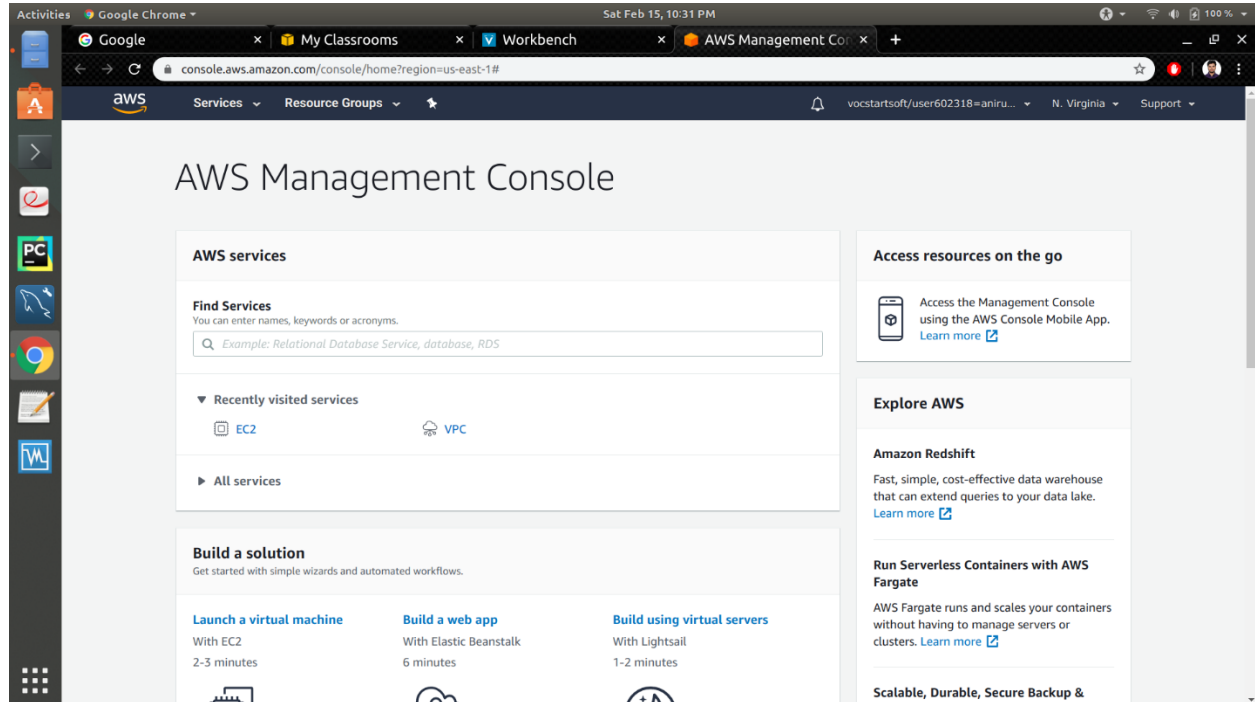 Activities Google Chrome Sat Feb 15, 10:31 PM 100 %
Google My Classrooms Workbench AWS Management Con
console.aws.amazon.com/console/home?region=us-east-1#
aws Services Resource Groups vocstartsoft/user602318=aniru... N. Virginia Support
AWS Management Console
AWS services
Find Services
You can enter names, keywords or acronyms.
Example: Relational Database Service, database, RDS
Recently visited services
EC2 VPC
All services
Build a solution
Get started with simple wizards and automated workflows.
Launch a virtual machine
With EC2
2-3 minutes
Build a web app
With Elastic Beanstalk
6 minutes
Build using virtual servers
With Lightsail
1-2 minutes
Access resources on the go
Access the Management Console
using the AWS Console Mobile App.
Learn more
Explore AWS
Amazon Redshift
Fast, simple, cost-effective data warehouse
that can extend queries to your data lake.
Learn more
Run Serverless Containers with AWS
Fargate
AWS Fargate runs and scales your containers
without having to manage servers or
clusters. Learn more
Scalable, Durable, Secure Backup &
PC